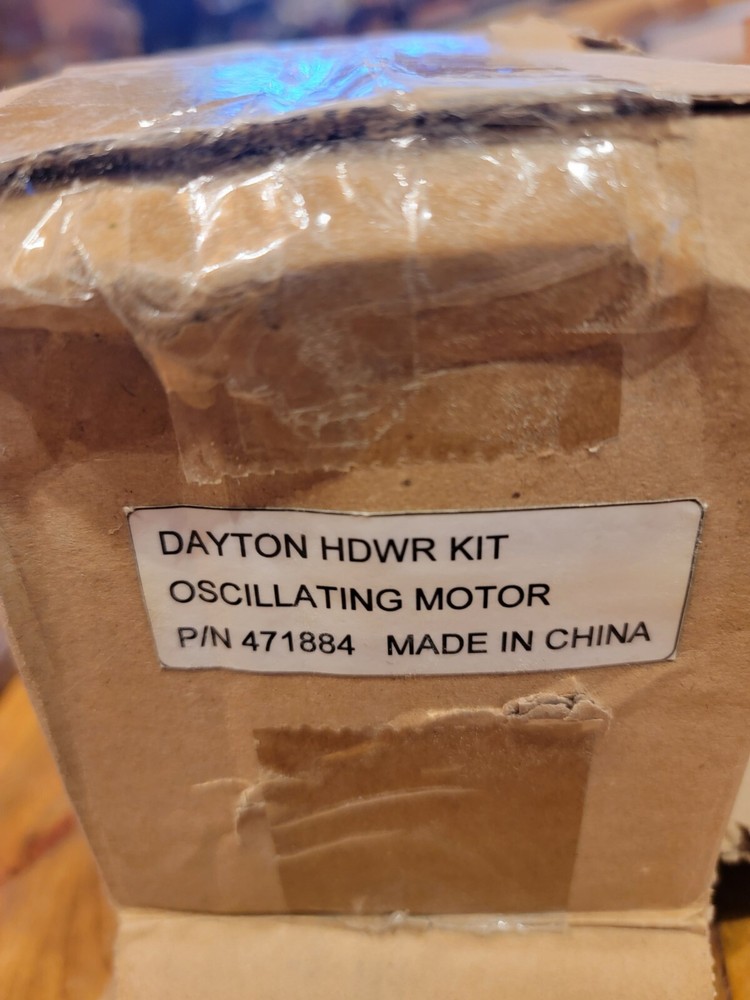 DAYTON HDWR KIT
OSCILLATING MOTOR
P/N 471884 MADE IN CHINA